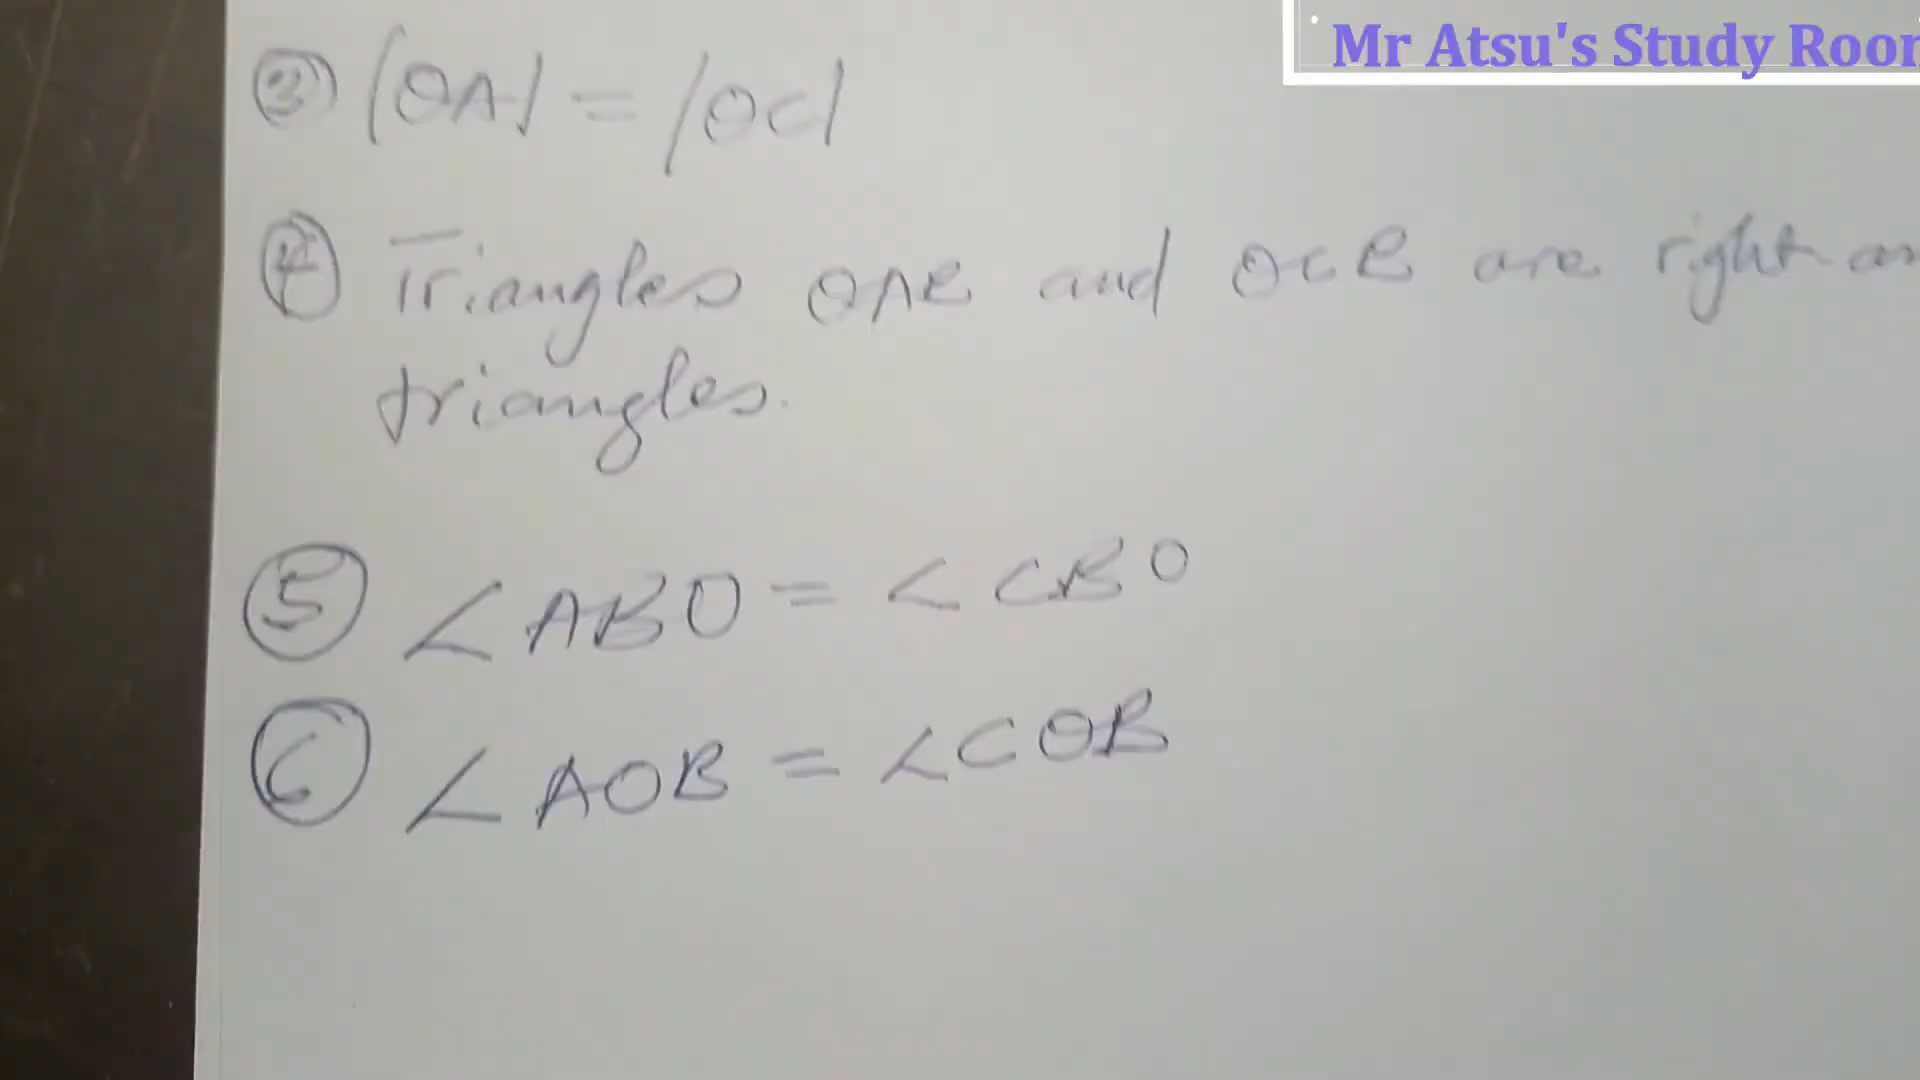 Mr Atsu's Study Roo
③ |OA| = |OC|
④ Triangles OAB and OCB are right
triangles.
⑤ ∠ABO = ∠CBO
⑥ ∠AOB = ∠COB